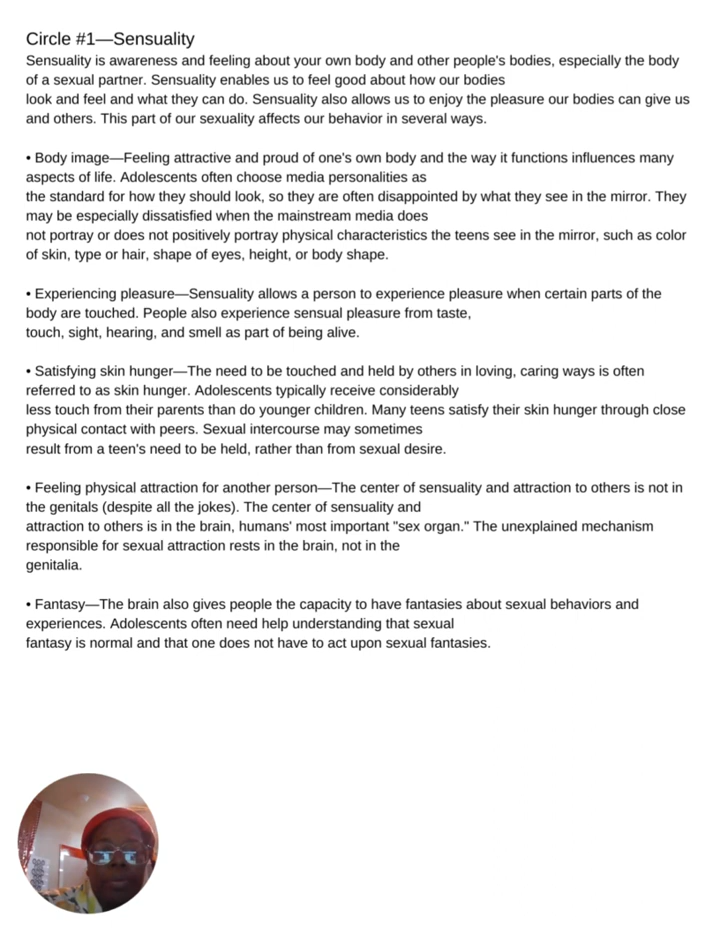 Circle #1—Sensuality
Sensuality is awareness and feeling about your own body and other people's bodies, especially the body
of a sexual partner. Sensuality enables us to feel good about how our bodies
look and feel and what they can do. Sensuality also allows us to enjoy the pleasure our bodies can give us
and others. This part of our sexuality affects our behavior in several ways.
• Body image—Feeling attractive and proud of one's own body and the way it functions influences many
aspects of life. Adolescents often choose media personalities as
the standard for how they should look, so they are often disappointed by what they see in the mirror. They
may be especially dissatisfied when the mainstream media does
not portray or does not positively portray physical characteristics the teens see in the mirror, such as color
of skin, type or hair, shape of eyes, height, or body shape.
• Experiencing pleasure—Sensuality allows a person to experience pleasure when certain parts of the
body are touched. People also experience sensual pleasure from taste,
touch, sight, hearing, and smell as part of being alive.
• Satisfying skin hunger—The need to be touched and held by others in loving, caring ways is often
referred to as skin hunger. Adolescents typically receive considerably
less touch from their parents than do younger children. Many teens satisfy their skin hunger through close
physical contact with peers. Sexual intercourse may sometimes
result from a teen's need to be held, rather than from sexual desire.
• Feeling physical attraction for another person—The center of sensuality and attraction to others is not in
the genitals (despite all the jokes). The center of sensuality and
attraction to others is in the brain, humans' most important "sex organ." The unexplained mechanism
responsible for sexual attraction rests in the brain, not in the
genitalia.
• Fantasy—The brain also gives people the capacity to have fantasies about sexual behaviors and
experiences. Adolescents often need help understanding that sexual
fantasy is normal and that one does not have to act upon sexual fantasies.